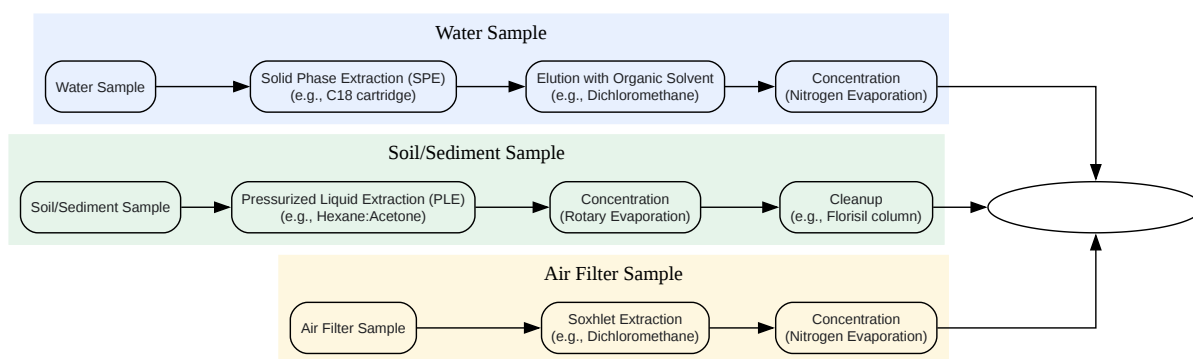 Water Sample
Water Sample
Solid Phase Extraction (SPE)
(e.g., C18 cartridge)
Elution with Organic Solvent
(e.g., Dichloromethane)
Concentration
(Nitrogen Evaporation)
Soil/Sediment Sample
Soil/Sediment Sample
Pressurized Liquid Extraction (PLE)
(e.g., Hexane:Acetone)
Concentration
(Rotary Evaporation)
Cleanup
(e.g., Florisil column)
Air Filter Sample
Air Filter Sample
Soxhlet Extraction
(e.g., Dichloromethane)
Concentration
(Nitrogen Evaporation)